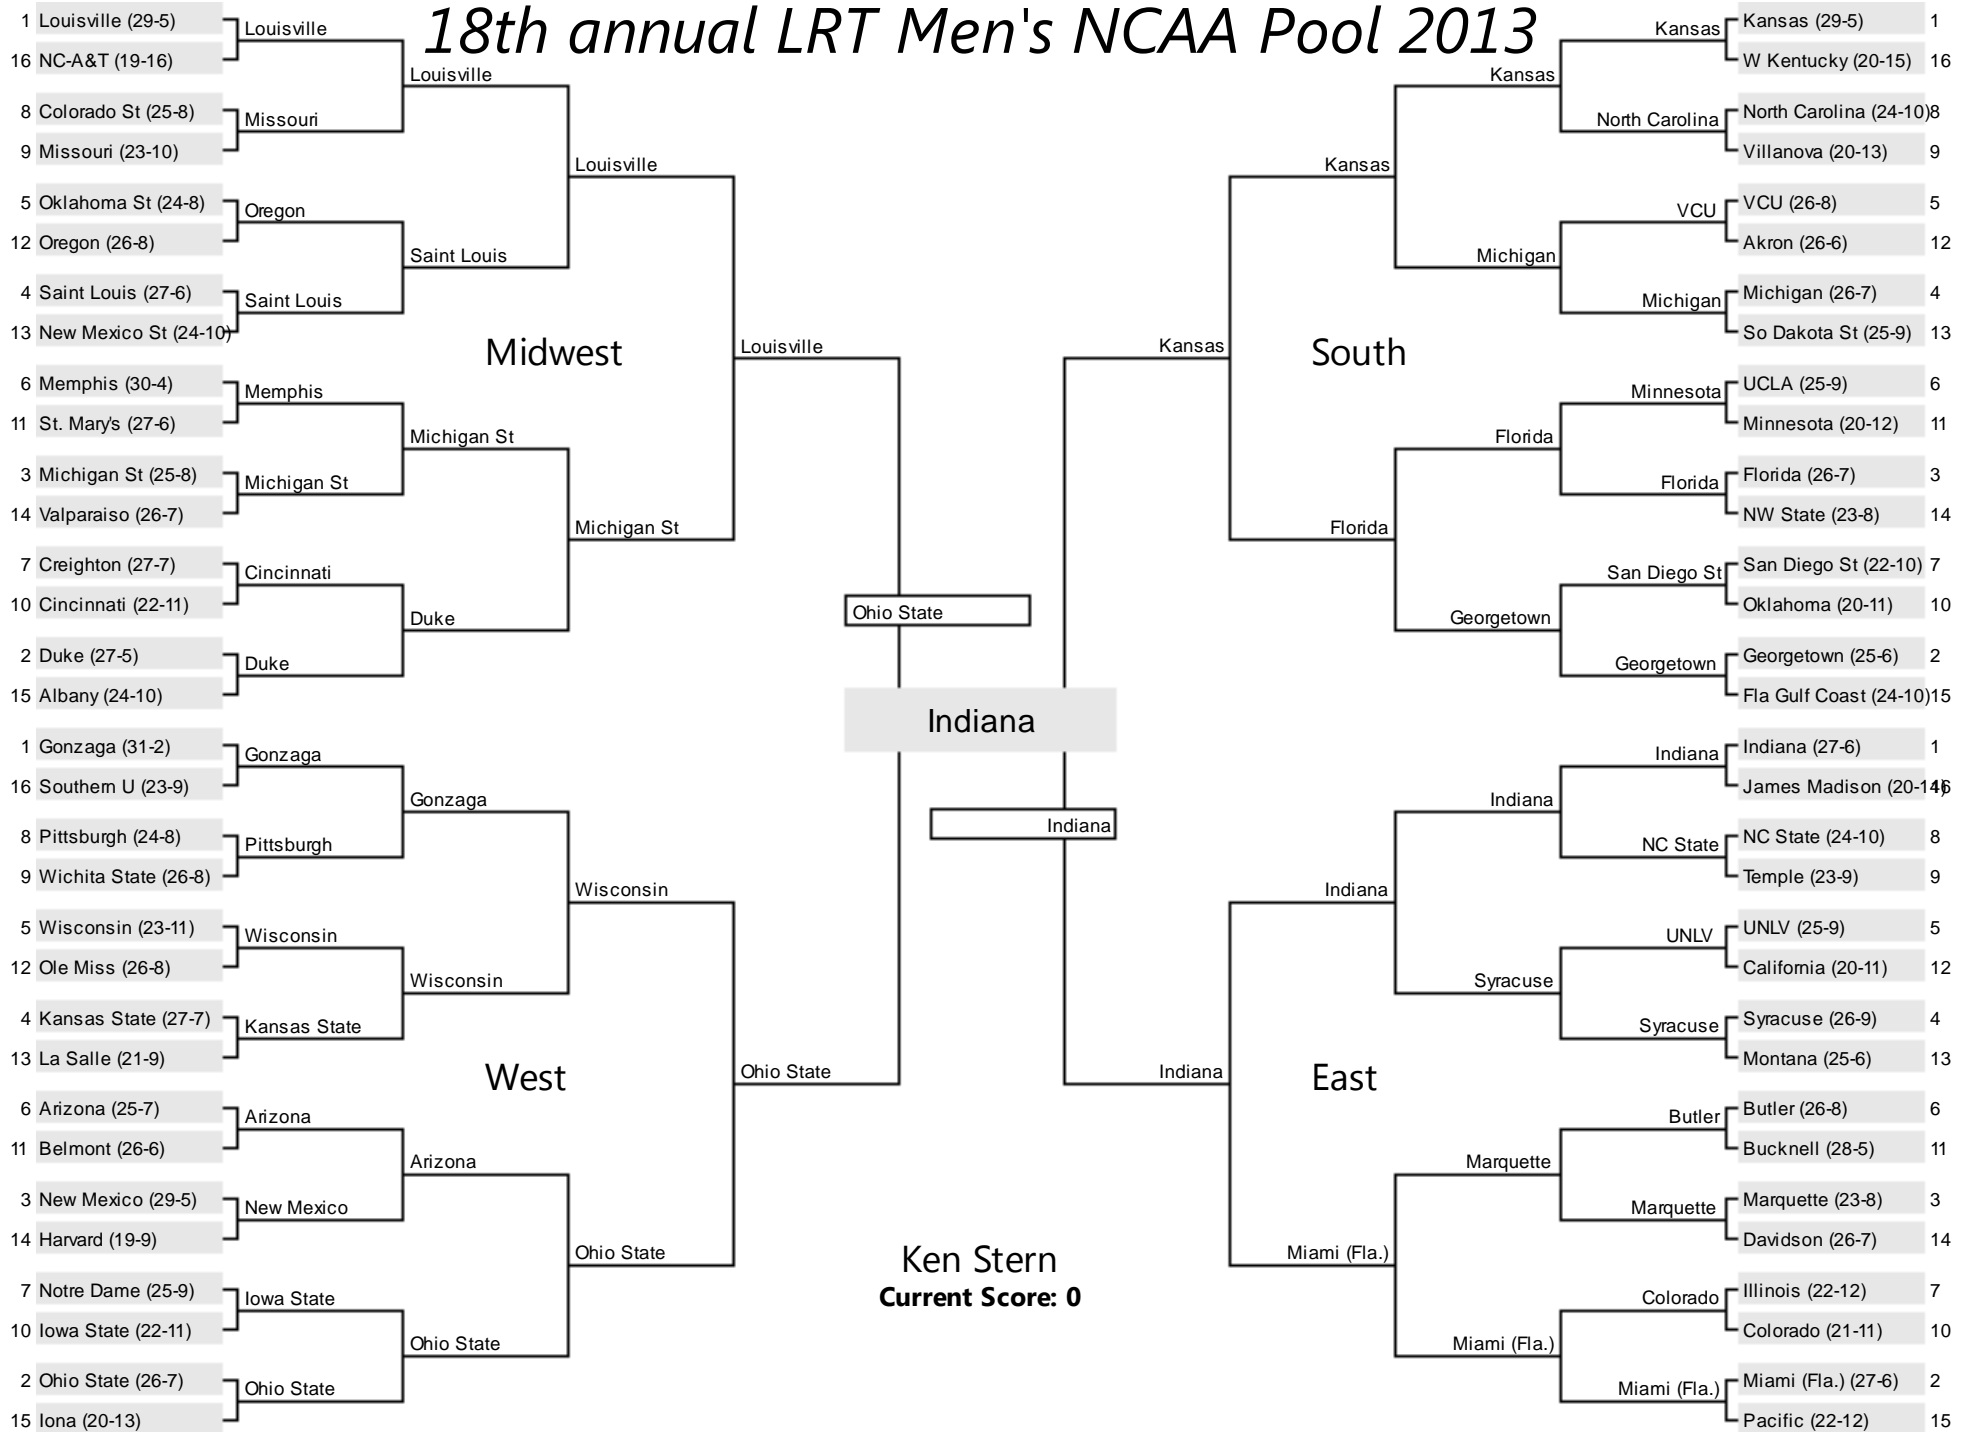 18th annual LRT Men's NCAA Pool 2013
1 Louisville (29-5)
16 NC-A&T (19-16)
8 Colorado St (25-8)
9 Missouri (23-10)
5 Oklahoma St (24-8)
12 Oregon (26-8)
4 Saint Louis (27-6)
13 New Mexico St (24-10)
6 Memphis (30-4)
11 St. Mary's (27-6)
3 Michigan St (25-8)
14 Valparaiso (26-7)
7 Creighton (27-7)
10 Cincinnati (22-11)
2 Duke (27-5)
15 Albany (24-10)
Louisville
Missouri
Oregon
Saint Louis
Memphis
Michigan St
Cincinnati
Duke
Louisville
Saint Louis
Michigan St
Duke
Louisville
Michigan St
Louisville
Midwest
1 Gonzaga (31-2)
16 Southern U (23-9)
8 Pittsburgh (24-8)
9 Wichita State (26-8)
5 Wisconsin (23-11)
12 Ole Miss (26-8)
4 Kansas State (27-7)
13 La Salle (21-9)
6 Arizona (25-7)
11 Belmont (26-6)
3 New Mexico (29-5)
14 Harvard (19-9)
7 Notre Dame (25-9)
10 Iowa State (22-11)
2 Ohio State (26-7)
15 Iona (20-13)
Gonzaga
Pittsburgh
Wisconsin
Kansas State
Arizona
New Mexico
Iowa State
Ohio State
Gonzaga
Wisconsin
Arizona
Ohio State
Wisconsin
Ohio State
Ohio State
West
Ohio State
Indiana
Indiana
Ken Stern
Current Score: 0
Kansas (29-5) 1
W Kentucky (20-15) 16
North Carolina (24-10) 8
Villanova (20-13) 9
VCU (26-8) 5
Akron (26-6) 12
Michigan (26-7) 4
So Dakota St (25-9) 13
UCLA (25-9) 6
Minnesota (20-12) 11
Florida (26-7) 3
NW State (23-8) 14
San Diego St (22-10) 7
Oklahoma (20-11) 10
Georgetown (25-6) 2
Fla Gulf Coast (24-10) 15
Kansas
North Carolina
VCU
Michigan
Minnesota
Florida
San Diego St
Georgetown
Kansas
Michigan
Florida
Georgetown
Kansas
Florida
Kansas
South
Indiana (27-6) 1
James Madison (20-14) 16
NC State (24-10) 8
Temple (23-9) 9
UNLV (25-9) 5
California (20-11) 12
Syracuse (26-9) 4
Montana (25-6) 13
Butler (26-8) 6
Bucknell (28-5) 11
Marquette (23-8) 3
Davidson (26-7) 14
Illinois (22-12) 7
Colorado (21-11) 10
Miami (Fla.) (27-6) 2
Pacific (22-12) 15
Indiana
NC State
UNLV
Syracuse
Butler
Marquette
Colorado
Miami (Fla.)
Indiana
Syracuse
Marquette
Miami (Fla.)
Indiana
Miami (Fla.)
Indiana
East